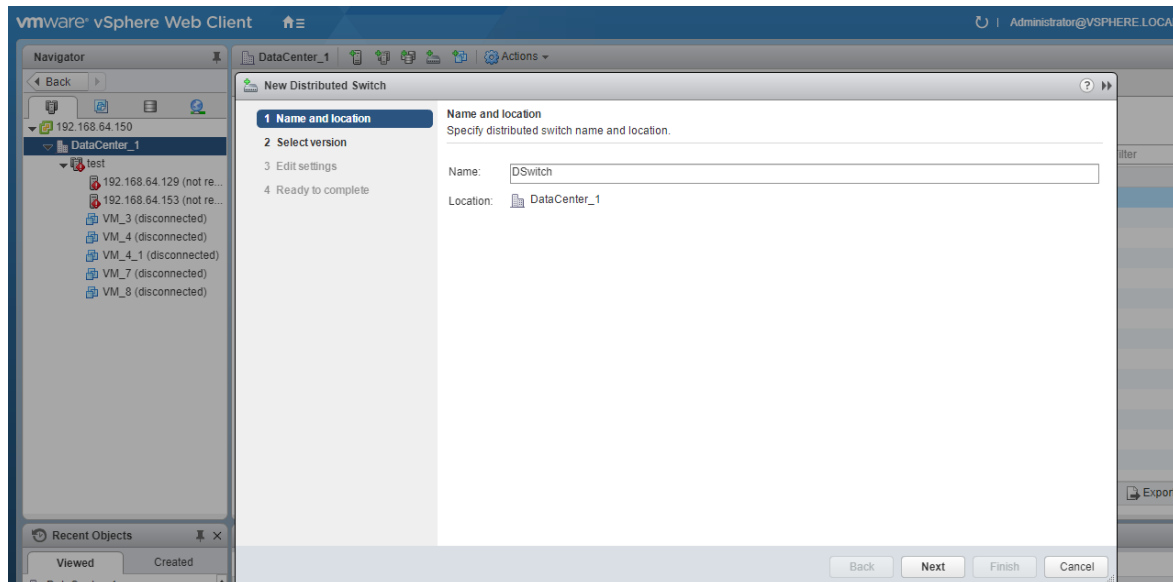 vmware® vSphere Web Client
Administrator@VSPHERE.LOCA
Navigator
DataCenter_1
Actions
Back
New Distributed Switch
192.168.64.150
DataCenter_1
test
192.168.64.129 (not re...
192.168.64.153 (not re...
VM_3 (disconnected)
VM_4 (disconnected)
VM_4_1 (disconnected)
VM_7 (disconnected)
VM_8 (disconnected)
1 Name and location
2 Select version
3 Edit settings
4 Ready to complete
Name and location
Specify distributed switch name and location.
Name: DSwitch
Location: DataCenter_1
ilter
Expor
Recent Objects
Viewed Created
Back Next Finish Cancel